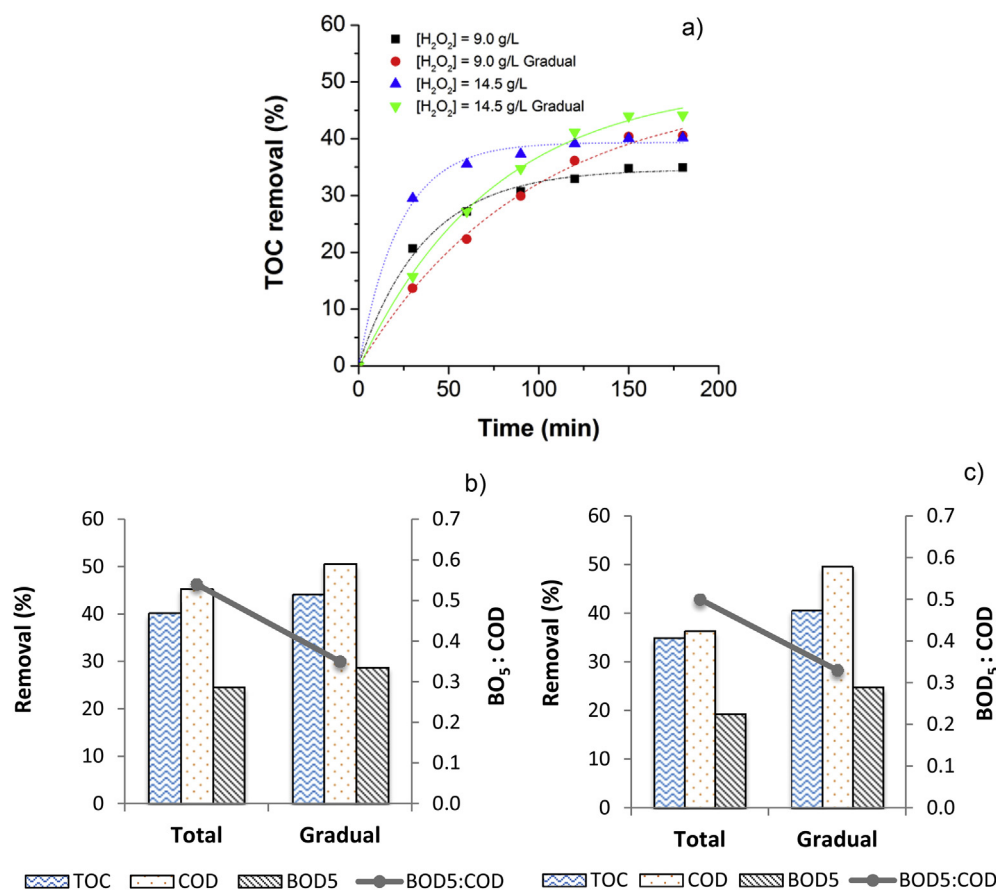 a)
60
50
40
30
20
10
0
TOC removal (%)
[H₂O₂] = 9.0 g/L
[H₂O₂] = 9.0 g/L Gradual
[H₂O₂] = 14.5 g/L
[H₂O₂] = 14.5 g/L Gradual
0 50 100 150 200
Time (min)
b)
60
50
40
30
20
10
0
Removal (%)
0.7
0.6
0.5
0.4
0.3
0.2
0.1
0.0
BO₅ : COD
Total Gradual
TOC COD BOD5 BOD5:COD
c)
60
50
40
30
20
10
0
Removal (%)
0.7
0.6
0.5
0.4
0.3
0.2
0.1
0.0
BOD₅ : COD
Total Gradual
TOC COD BOD5 BOD5:COD